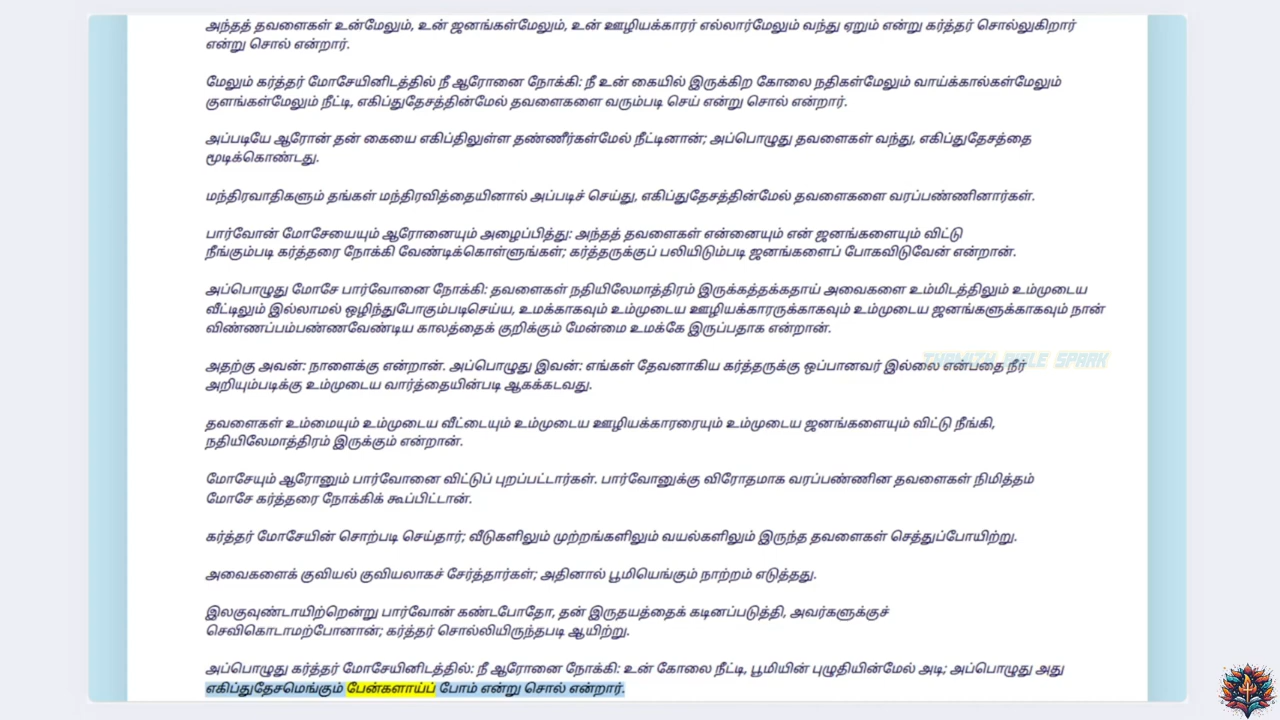 அந்தத் தவளைகள் உன்மேலும், உன் ஜனங்கள்மேலும், உன் ஊழியக்காரர் எல்லார்மேலும் வந்து ஏறும் என்று கர்த்தர் சொல்லுகிறார்
என்று சொல் என்றார்.
மேலும் கர்த்தர் மோசேயினிடத்தில் நீ ஆரோனை நோக்கி: நீ உன் கையில் இருக்கிற கோலை நதிகள்மேலும் வாய்க்கால்கள்மேலும்
குளங்கள்மேலும் நீட்டி, எகிப்துதேசத்தின்மேல் தவளைகளை வரும்படி செய் என்று சொல் என்றார்.
அப்படியே ஆரோன் தன் கையை எகிப்திலுள்ள தண்ணீர்கள்மேல் நீட்டினான்; அப்பொழுது தவளைகள் வந்து, எகிப்துதேசத்தை
மூடிக்கொண்டது.
மந்திரவாதிகளும் தங்கள் மந்திரவித்தையினால் அப்படிச் செய்து, எகிப்துதேசத்தின்மேல் தவளைகளை வரப்பண்ணினார்கள்.
பார்வோன் மோசேயையும் ஆரோனையும் அழைப்பித்து: அந்தத் தவளைகள் என்னையும் என் ஜனங்களையும் விட்டு
நீங்கும்படி கர்த்தரை நோக்கி வேண்டிக்கொள்ளுங்கள்; கர்த்தருக்குப் பலியிடும்படி ஜனங்களைப் போகவிடுவேன் என்றான்.
அப்பொழுது மோசே பார்வோனை நோக்கி: தவளைகள் நதியிலேமாத்திரம் இருக்கத்தக்கதாய் அவைகளை உம்மிடத்திலும் உம்முடைய
வீட்டிலும் இல்லாமல் ஒழிந்துபோகும்படிசெய்ய, உமக்காகவும் உம்முடைய ஊழியக்காரருக்காகவும் உம்முடைய ஜனங்களுக்காகவும் நான்
விண்ணப்பம்பண்ணவேண்டிய காலத்தைக் குறிக்கும் மேன்மை உமக்கே இருப்பதாக என்றான்.
அதற்கு அவன்: நாளைக்கு என்றான். அப்பொழுது இவன்: எங்கள் தேவனாகிய கர்த்தருக்கு ஒப்பானவர் இல்லை என்பதை நீர்
அறியும்படிக்கு உம்முடைய வார்த்தையின்படி ஆகக்கடவது.
THAMIZH BIBLE SPARK
தவளைகள் உம்மையும் உம்முடைய வீட்டையும் உம்முடைய ஊழியக்காரரையும் உம்முடைய ஜனங்களையும் விட்டு நீங்கி,
நதியிலேமாத்திரம் இருக்கும் என்றான்.
மோசேயும் ஆரோனும் பார்வோனை விட்டுப் புறப்பட்டார்கள். பார்வோனுக்கு விரோதமாக வரப்பண்ணின தவளைகள் நிமித்தம்
மோசே கர்த்தரை நோக்கிக் கூப்பிட்டான்.
கர்த்தர் மோசேயின் சொற்படி செய்தார்; வீடுகளிலும் முற்றங்களிலும் வயல்களிலும் இருந்த தவளைகள் செத்துப்போயிற்று.
அவைகளைக் குவியல் குவியலாகச் சேர்த்தார்கள்; அதினால் பூமியெங்கும் நாற்றம் எடுத்தது.
இலகுவுண்டாயிற்றென்று பார்வோன் கண்டபோதோ, தன் இருதயத்தைக் கடினப்படுத்தி, அவர்களுக்குச்
செவிகொடாமற்போனான்; கர்த்தர் சொல்லியிருந்தபடி ஆயிற்று.
அப்பொழுது கர்த்தர் மோசேயினிடத்தில்: நீ ஆரோனை நோக்கி: உன் கோலை நீட்டி, பூமியின் புழுதியின்மேல் அடி; அப்பொழுது அது
எகிப்துதேசமெங்கும் பேன்களாய்ப் போம் என்று சொல் என்றார்.